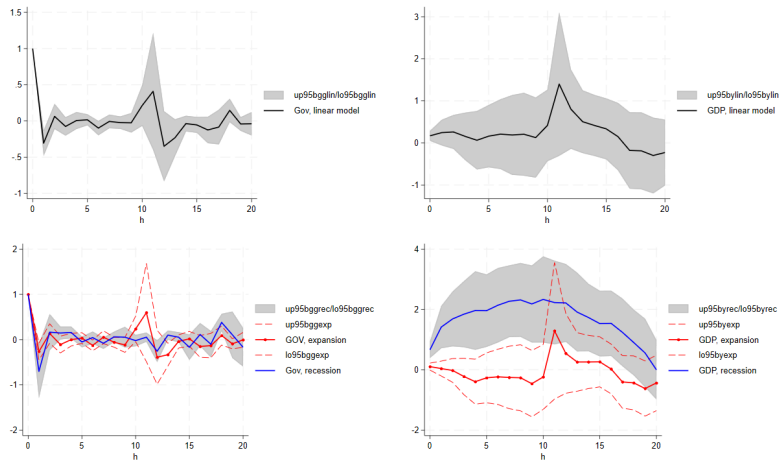 1.5
1
.5
0
-.5
-1
0
5
10
15
20
h
up95bgglin/lo95bgglin
Gov, linear model
3
2
1
0
-1
0
5
10
15
20
h
up95bylin/lo95bylin
GDP, linear model
2
1
0
-1
-2
0
5
10
15
20
h
up95bggrec/lo95bggrec
up95bggexp
GOV, expansion
lo95bggexp
Gov, recession
4
2
0
-2
0
5
10
15
20
h
up95byrec/lo95byrec
up95byexp
GDP, expansion
lo95byexp
GDP, recession